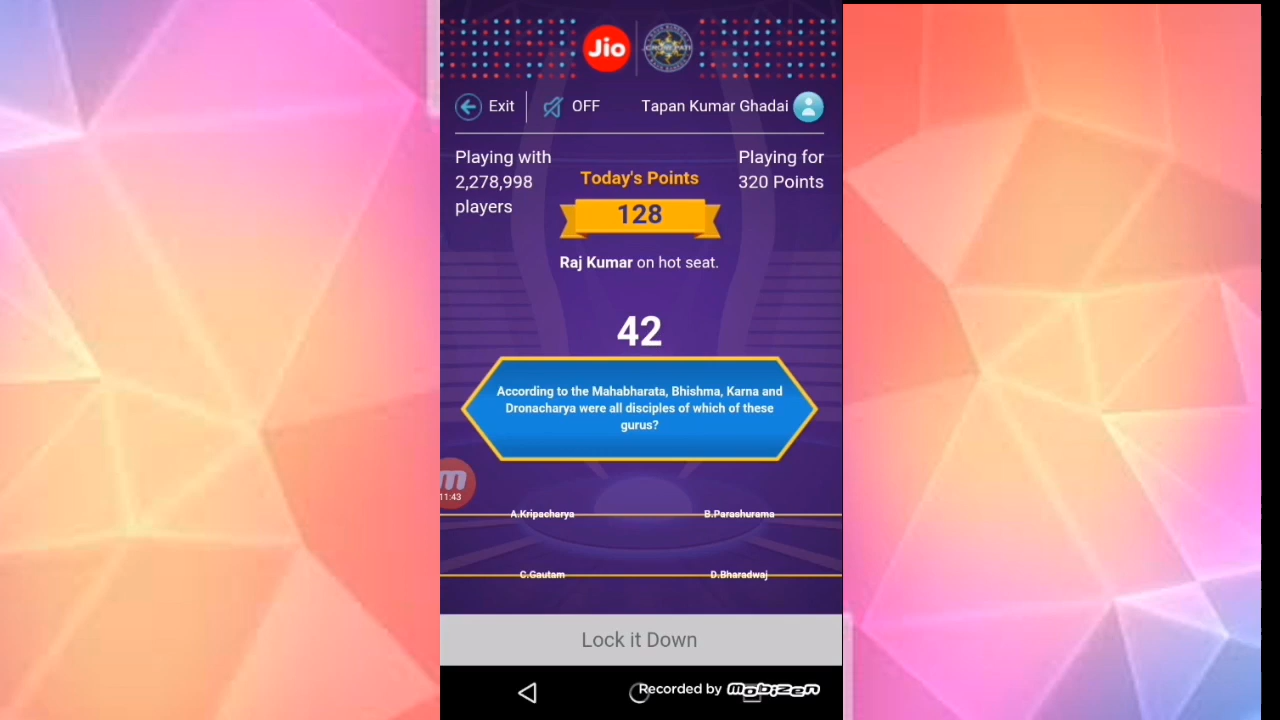 Jio
Exit
OFF
Tapan Kumar Ghadai
Playing with
2,278,998
players
Today's Points
128
Playing for
320 Points
Raj Kumar on hot seat.
42
According to the Mahabharata, Bhishma, Karna and
Dronacharya were all disciples of which of these
gurus?
11:43
A.Kripacharya
B.Parashurama
C.Gautam
D.Bharadwaj
Lock it Down
Recorded by mobizen